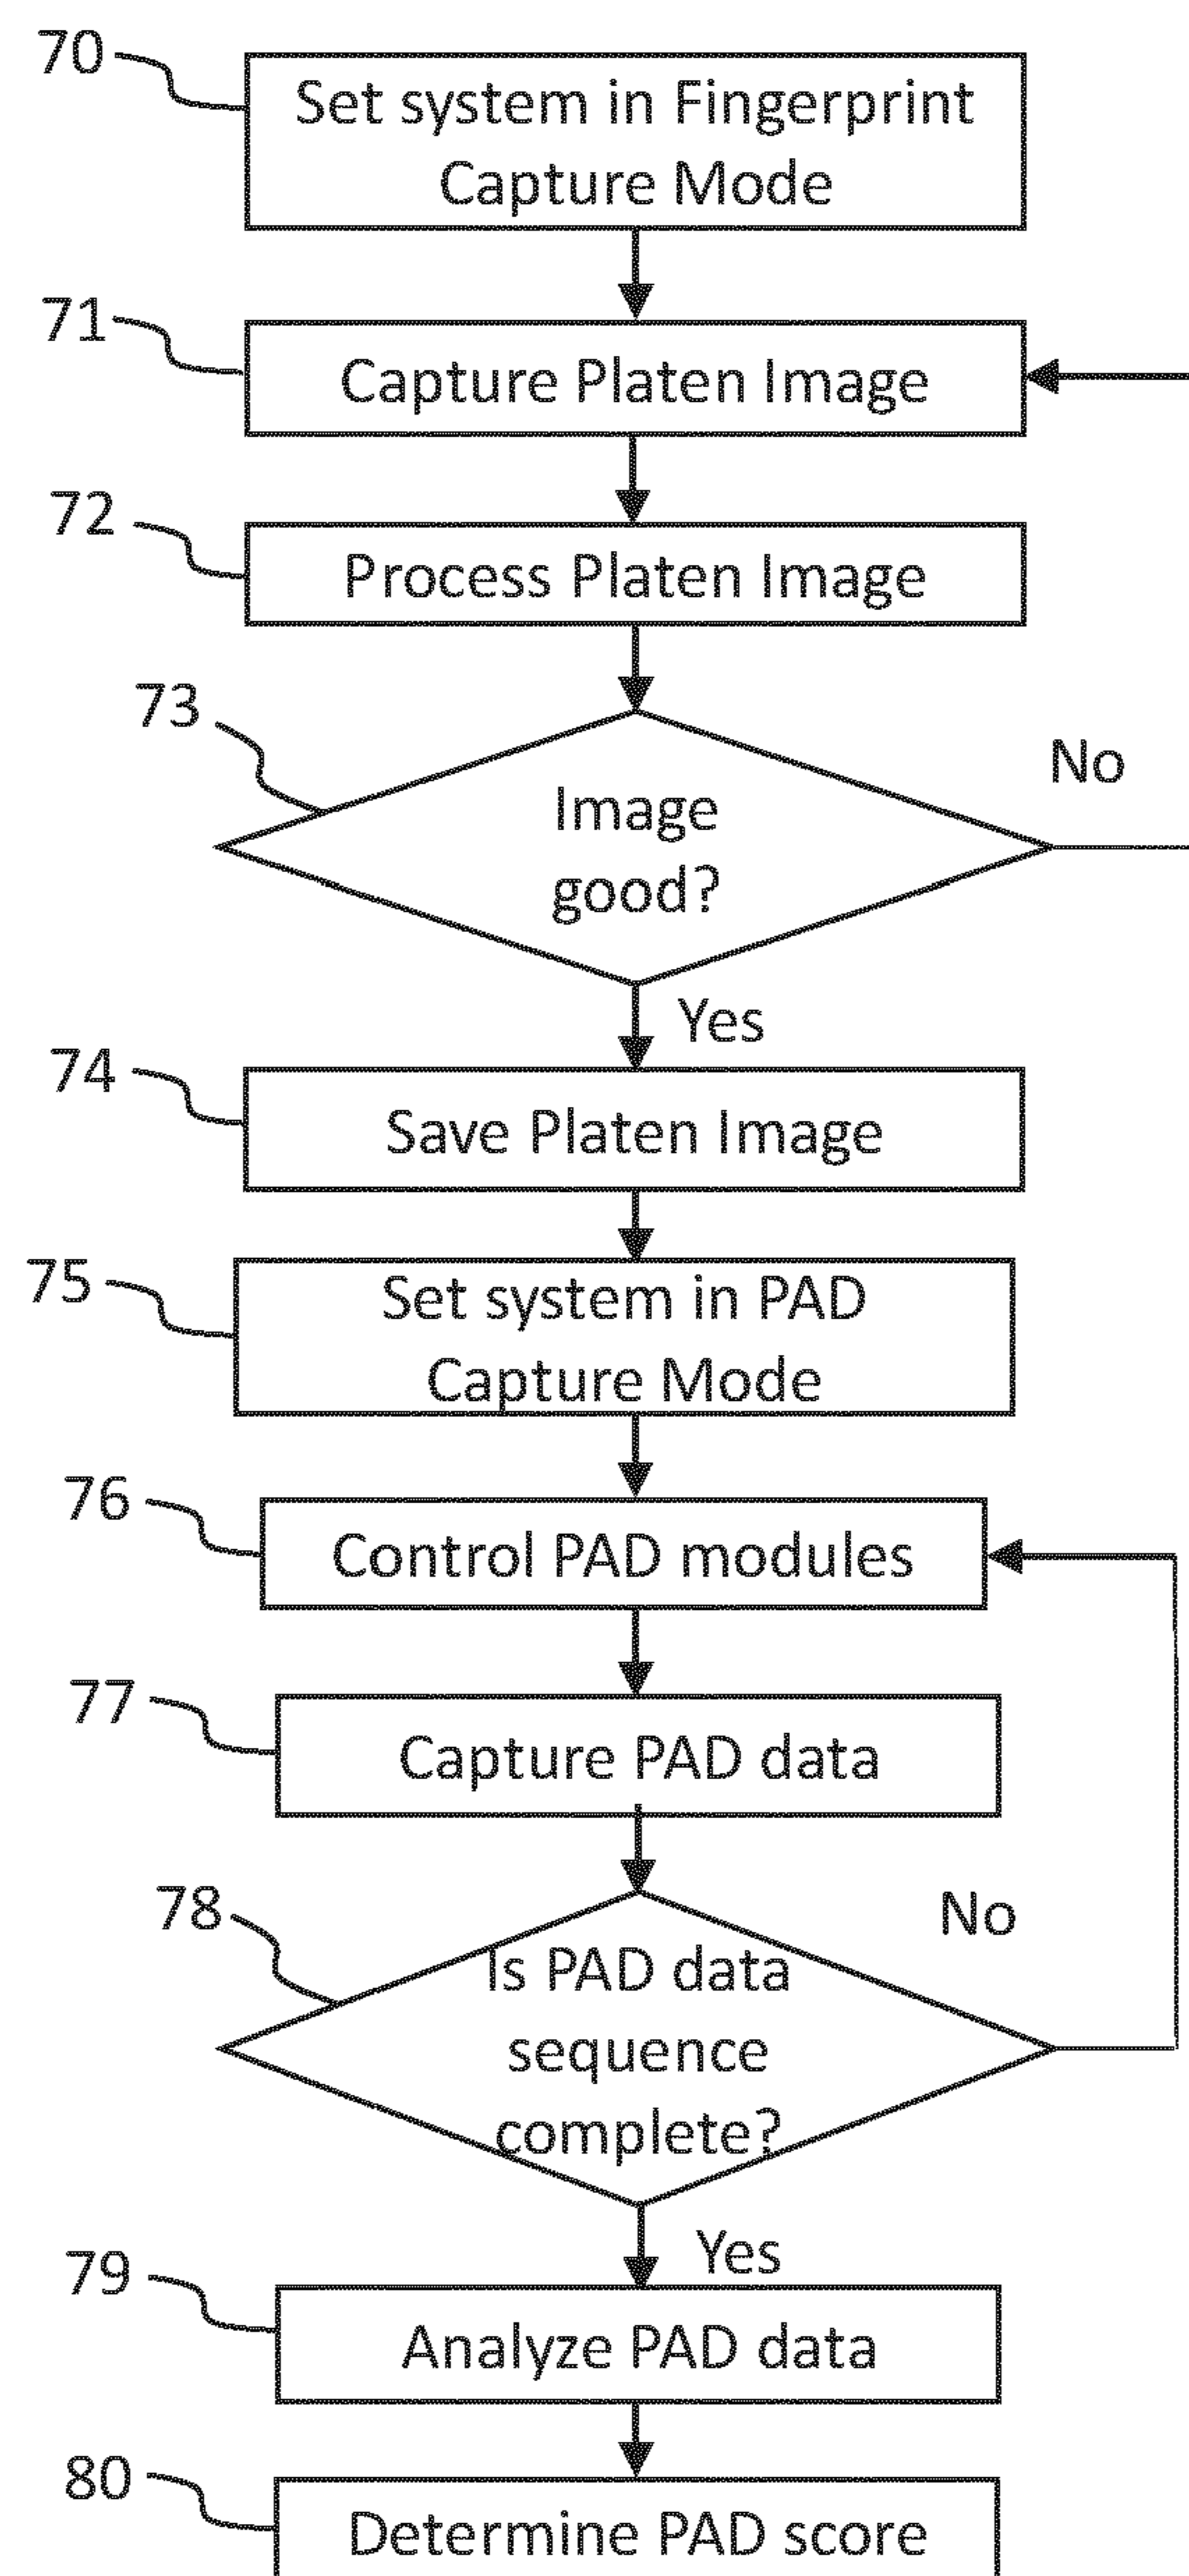 70
Set system in Fingerprint
Capture Mode
71
Capture Platen Image
72
Process Platen Image
73
Image
good?
No
Yes
74
Save Platen Image
75
Set system in PAD
Capture Mode
76
Control PAD modules
77
Capture PAD data
78
Is PAD data
sequence
complete?
No
Yes
79
Analyze PAD data
80
Determine PAD score